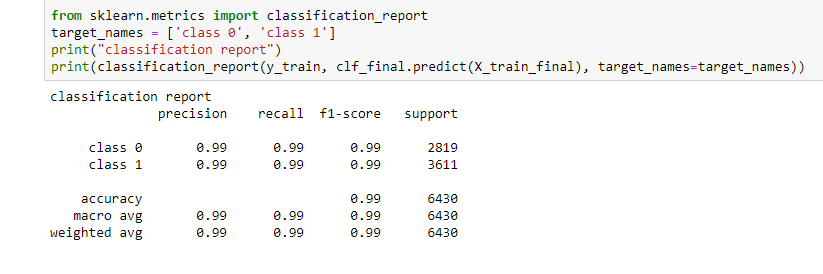 from sklearn.metrics import classification_report
target_names = ['class 0', 'class 1']
print("classification report")
print(classification_report(y_train, clf_final.predict(X_train_final), target_names=target_names))
classification report
              precision    recall  f1-score   support

     class 0       0.99      0.99      0.99      2819
     class 1       0.99      0.99      0.99      3611

    accuracy                           0.99      6430
   macro avg       0.99      0.99      0.99      6430
weighted avg       0.99      0.99      0.99      6430